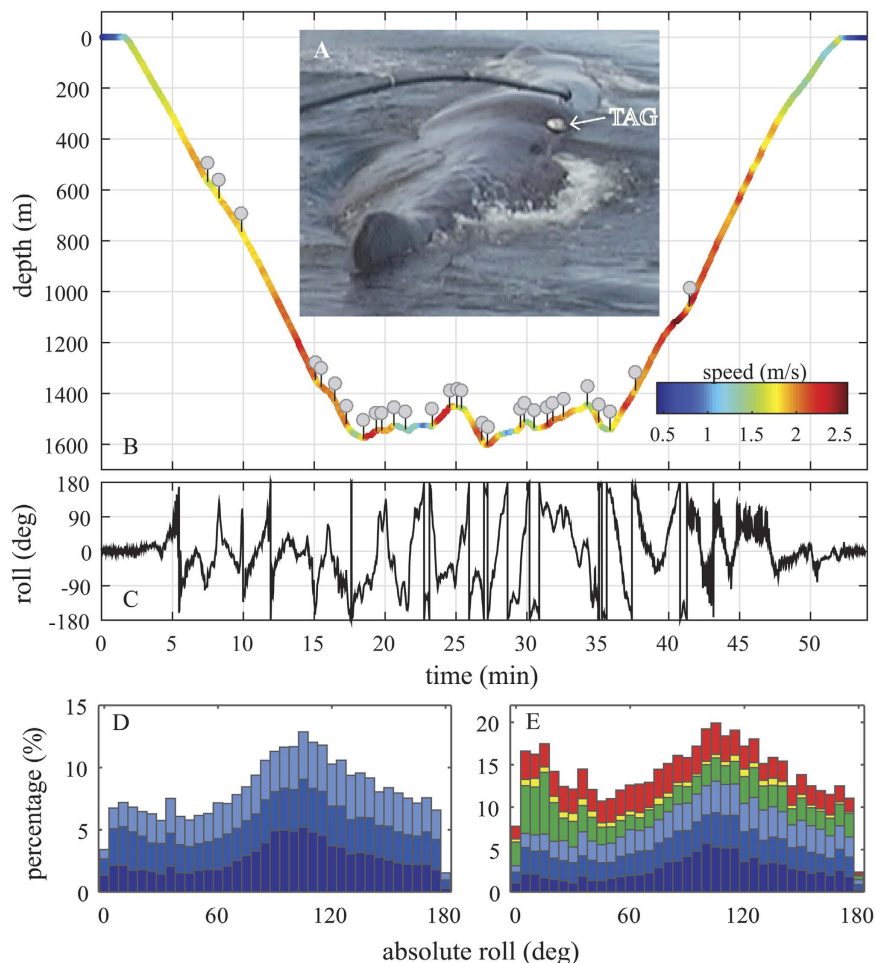 0
200
400
600
800
1000
1200
1400
1600
depth (m)
A
TAG
speed (m/s)
0.5 1 1.5 2 2.5
B
180
90
0
-90
-180
roll (deg)
C
0 5 10 15 20 25 30 35 40 45 50
time (min)
15
10
5
0
percentage (%)
D
0 60 120 180
20
15
10
5
0
E
0 60 120 180
absolute roll (deg)